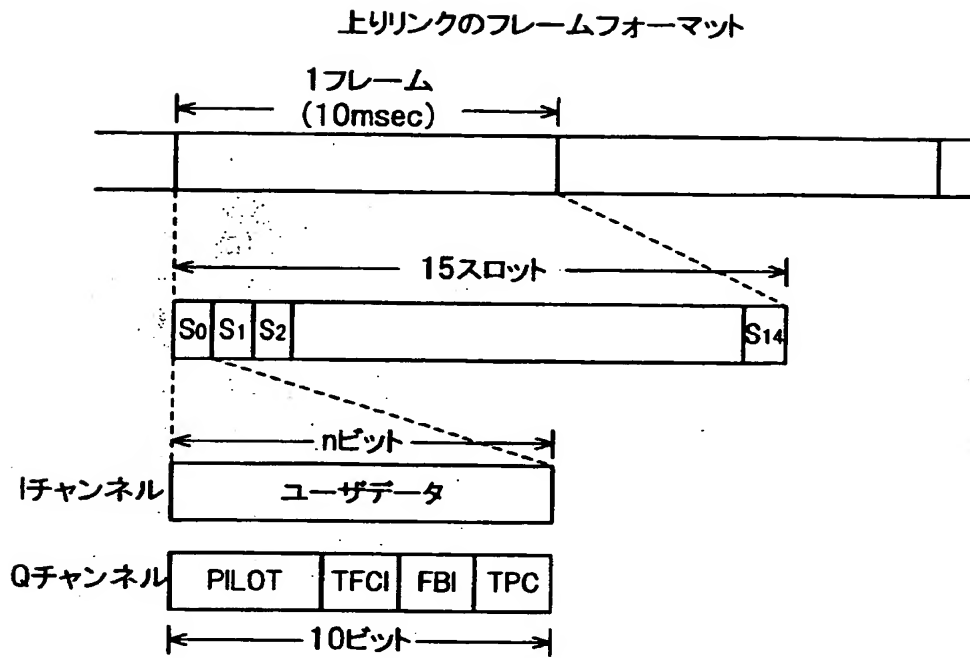 上りリンクのフレームフォーマット
1フレーム
(10msec)
15スロット
S0 S1 S2 S14
nビット
Iチャンネル ユーザデータ
Qチャンネル PILOT TFCI FBI TPC
10ビット